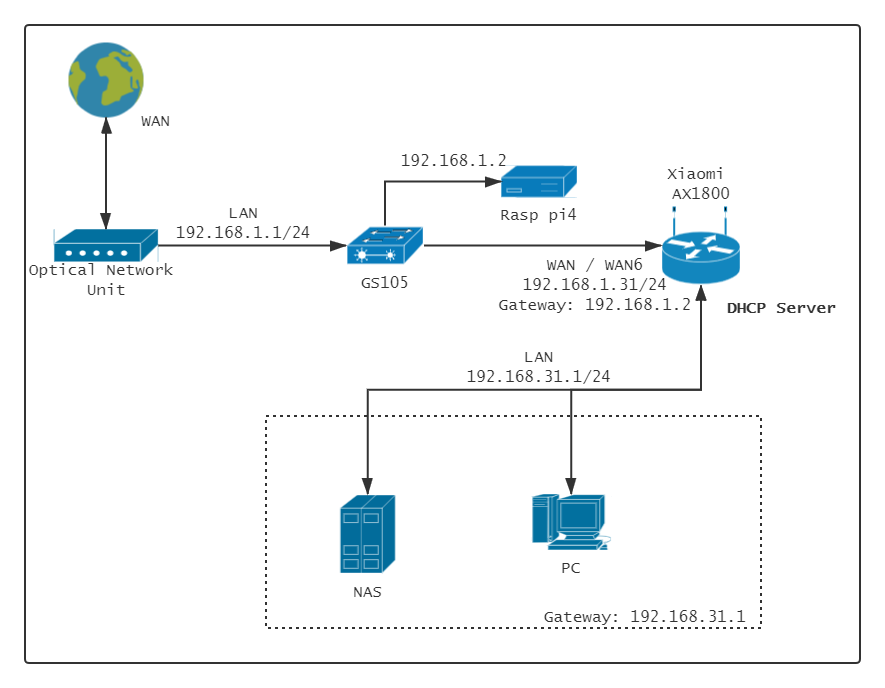 WAN
192.168.1.2
Xiaomi
AX1800
LAN
192.168.1.1/24
Rasp pi4
Optical Network
Unit
GS105
WAN / WAN6
192.168.1.31/24
Gateway: 192.168.1.2
DHCP Server
LAN
192.168.31.1/24
PC
NAS
Gateway: 192.168.31.1